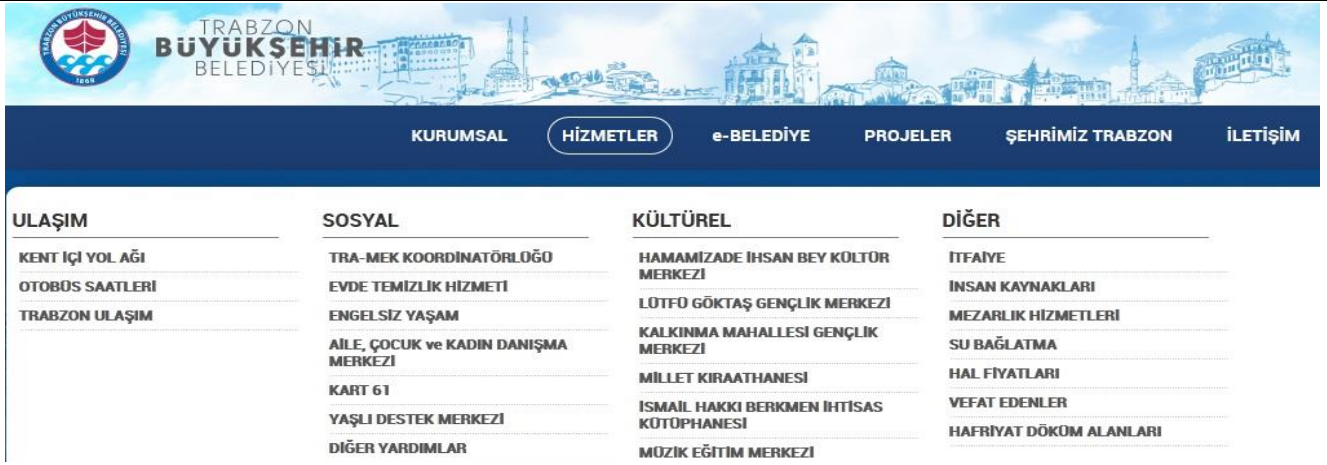 TRABZON BÜYÜKŞEHİR BELEDİYESİ
1868
TRABZON
BÜYÜKŞEHİR
BELEDİYESİ
KURUMSAL HİZMETLER e-BELEDİYE PROJELER ŞEHRİMİZ TRABZON İLETİŞİM
ULAŞIM
KENT İÇİ YOL AĞI
OTOBÜS SAATLERİ
TRABZON ULAŞIM
SOSYAL
TRA-MEK KOORDİNATÖRLÜĞÜ
EVDE TEMİZLİK HİZMETİ
ENGELSİZ YAŞAM
AİLE, ÇOCUK ve KADIN DANIŞMA
MERKEZİ
KART 61
YAŞLI DESTEK MERKEZİ
DİĞER YARDIMLAR
KÜLTÜREL
HAMAMİZADE İHSAN BEY KÜLTÜR
MERKEZİ
LÜTFÜ GÖKTAŞ GENÇLİK MERKEZİ
KALKINMA MAHALLESİ GENÇLİK
MERKEZİ
MİLLET KIRAATHANESİ
İSMAİL HAKKI BERKMEN İHTİSAS
KÜTÜPHANESİ
MÜZİK EĞİTİM MERKEZİ
DİĞER
İTFAİYE
İNSAN KAYNAKLARI
MEZARLIK HİZMETLERİ
SU BAĞLATMA
HAL FİYATLARI
VEFAT EDENLER
HAFRİYAT DÖKÜM ALANLARI